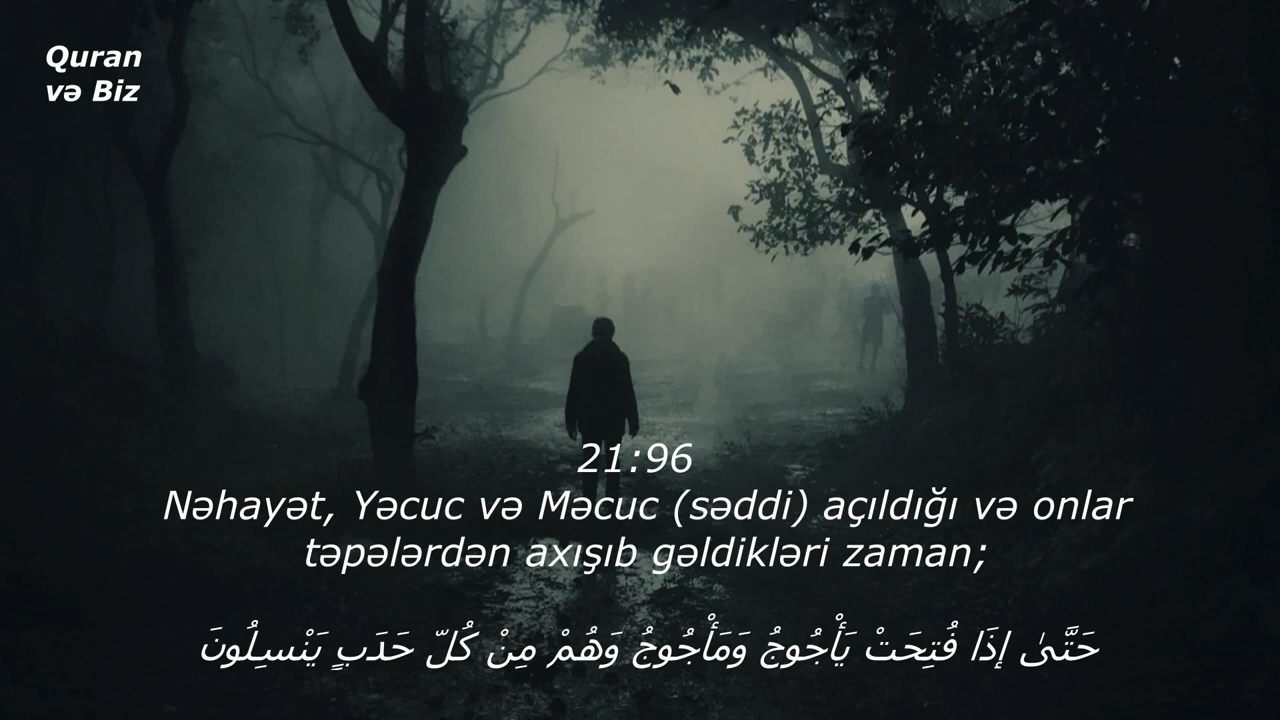 Quran
və Biz
21:96
Nəhayət, Yəcuc və Məcuc (səddi) açıldığı və onlar
təpələrdən axışıb gəldikləri zaman;
حَتَّىٰ إِذَا فُتِحَتْ يَأْجُوجُ وَمَأْجُوجُ وَهُمْ مِنْ كُلِّ حَدَبٍ يَنْسِلُونَ